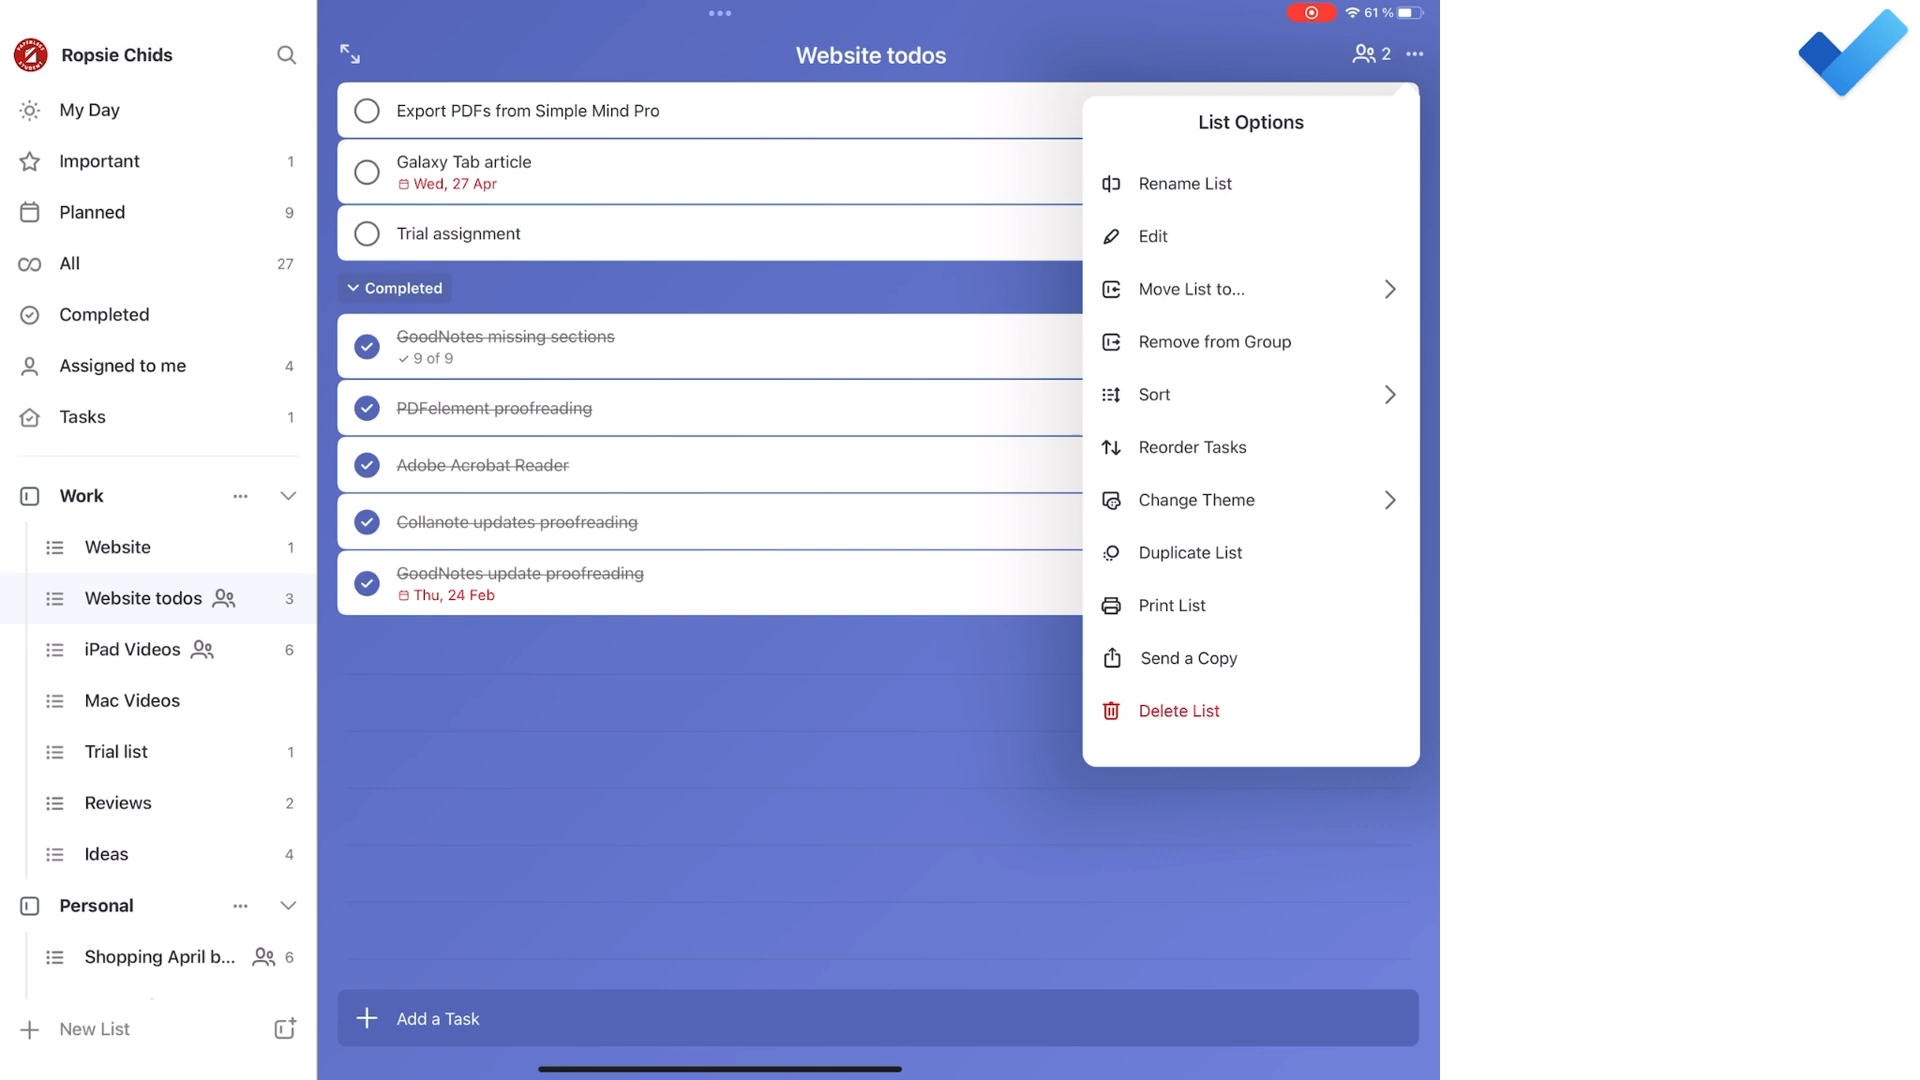 Ropsie Chids
My Day
Important 1
Planned 9
All 27
Completed
Assigned to me 4
Tasks 1
Work
Website 1
Website todos 3
iPad Videos 6
Mac Videos
Trial list 1
Reviews 2
Ideas 4
Personal
Shopping April b... 6
New List
61 %
Website todos
2
Export PDFs from Simple Mind Pro
Galaxy Tab article
Wed, 27 Apr
Trial assignment
Completed
GoodNotes missing sections
9 of 9
PDFelement proofreading
Adobe Acrobat Reader
Collanote updates proofreading
GoodNotes update proofreading
Thu, 24 Feb
Add a Task
List Options
Rename List
Edit
Move List to...
Remove from Group
Sort
Reorder Tasks
Change Theme
Duplicate List
Print List
Send a Copy
Delete List